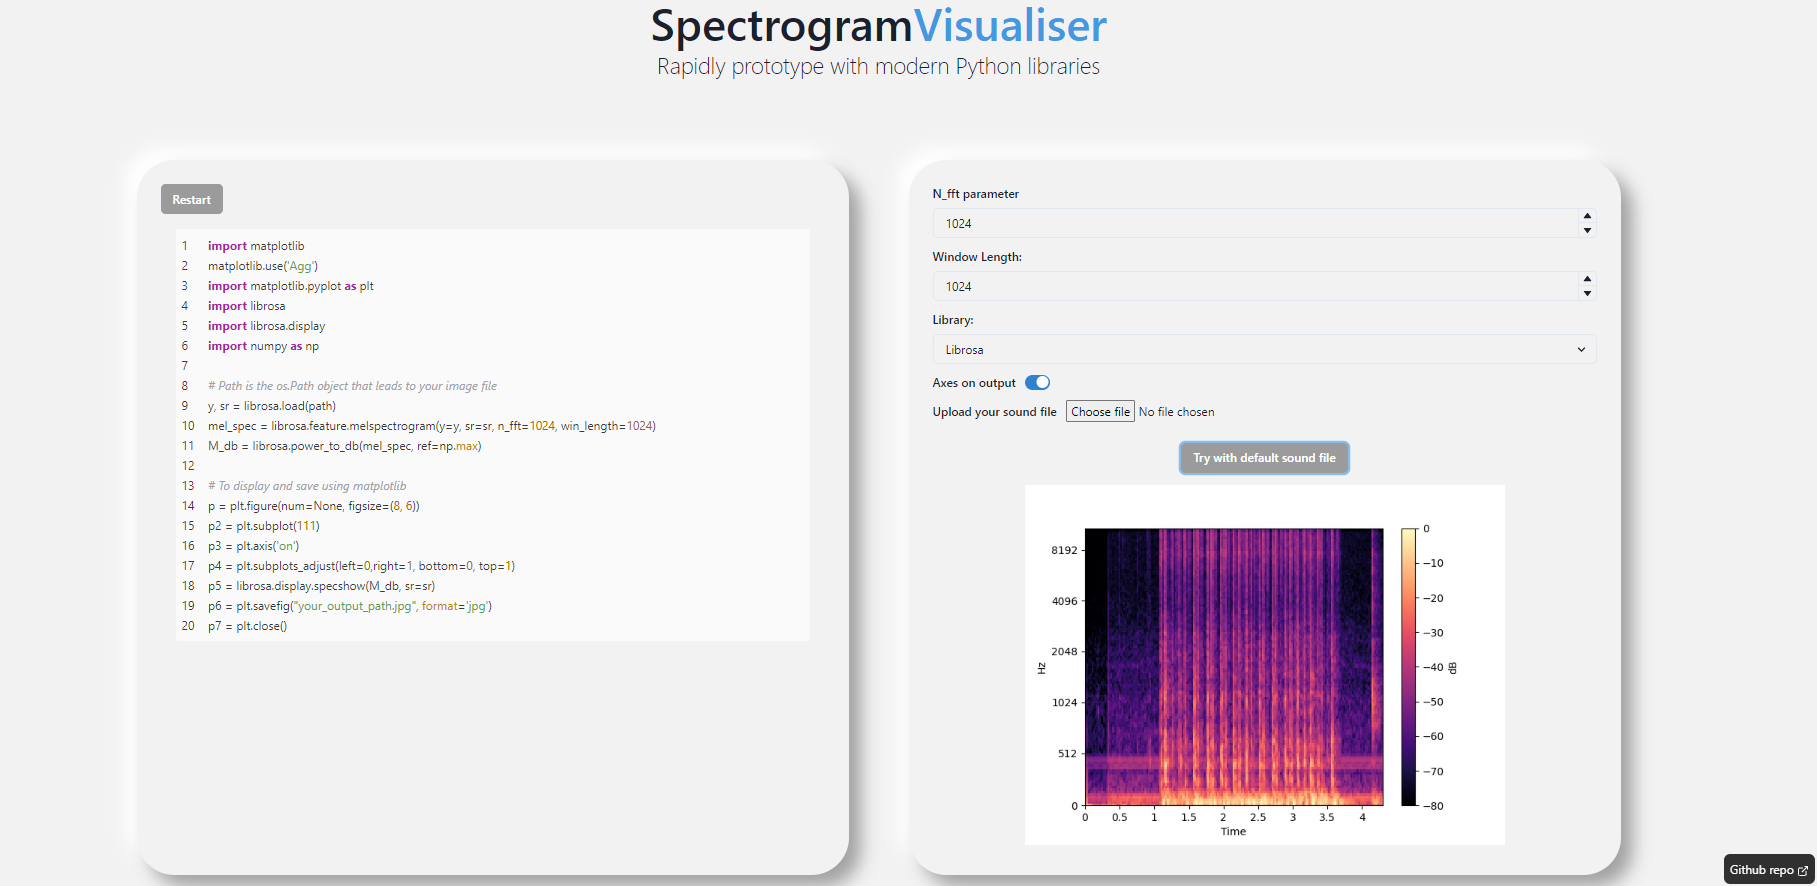 SpectrogramVisualiser
Rapidly prototype with modern Python libraries
Restart
1 import matplotlib
2 matplotlib.use('Agg')
3 import matplotlib.pyplot as plt
4 import librosa
5 import librosa.display
6 import numpy as np
7
8 # Path is the os.Path object that leads to your image file
9 y, sr = librosa.load(path)
10 mel_spec = librosa.feature.melspectrogram(y=y, sr=sr, n_fft=1024, win_length=1024)
11 M_db = librosa.power_to_db(mel_spec, ref=np.max)
12
13 # To display and save using matplotlib
14 p = plt.figure(num=None, figsize=(8, 6))
15 p2 = plt.subplot(111)
16 p3 = plt.axis('on')
17 p4 = plt.subplots_adjust(left=0,right=1, bottom=0, top=1)
18 p5 = librosa.display.specshow(M_db, sr=sr)
19 p6 = plt.savefig("your_output_path.jpg", format='jpg')
20 p7 = plt.close()
N_fft parameter
1024
Window Length:
1024
Library:
Librosa
Axes on output
Upload your sound file Choose file No file chosen
Try with default sound file
8192
4096
2048
1024
512
0
Hz
0 0.5 1 1.5 2 2.5 3 3.5 4
Time
0
−10
−20
−30
−40
−50
−60
−70
−80
dB
Github repo